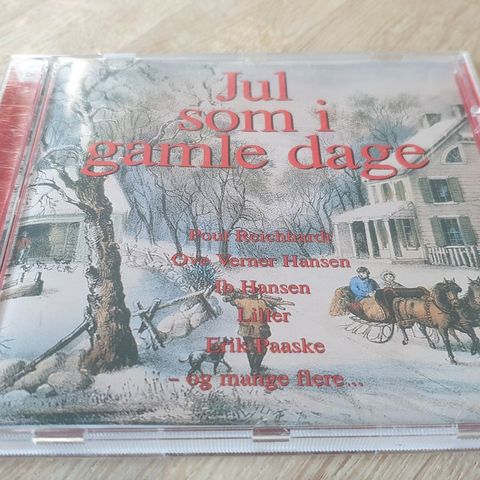 Jul
som i
gamle dage
Poul Reichhardt
Ove Verner Hansen
Ib Hansen
Liller
Erik Paaske
- og mange flere...